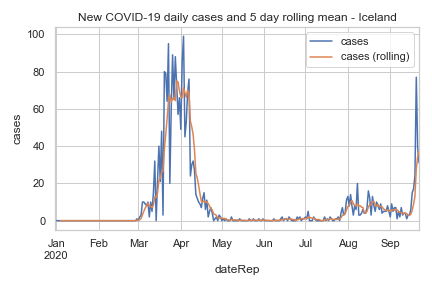 New COVID-19 daily cases and 5 day rolling mean - Iceland
cases
cases (rolling)
100
80
60
40
20
0
cases
Jan Feb Mar Apr May Jun Jul Aug Sep
2020
dateRep